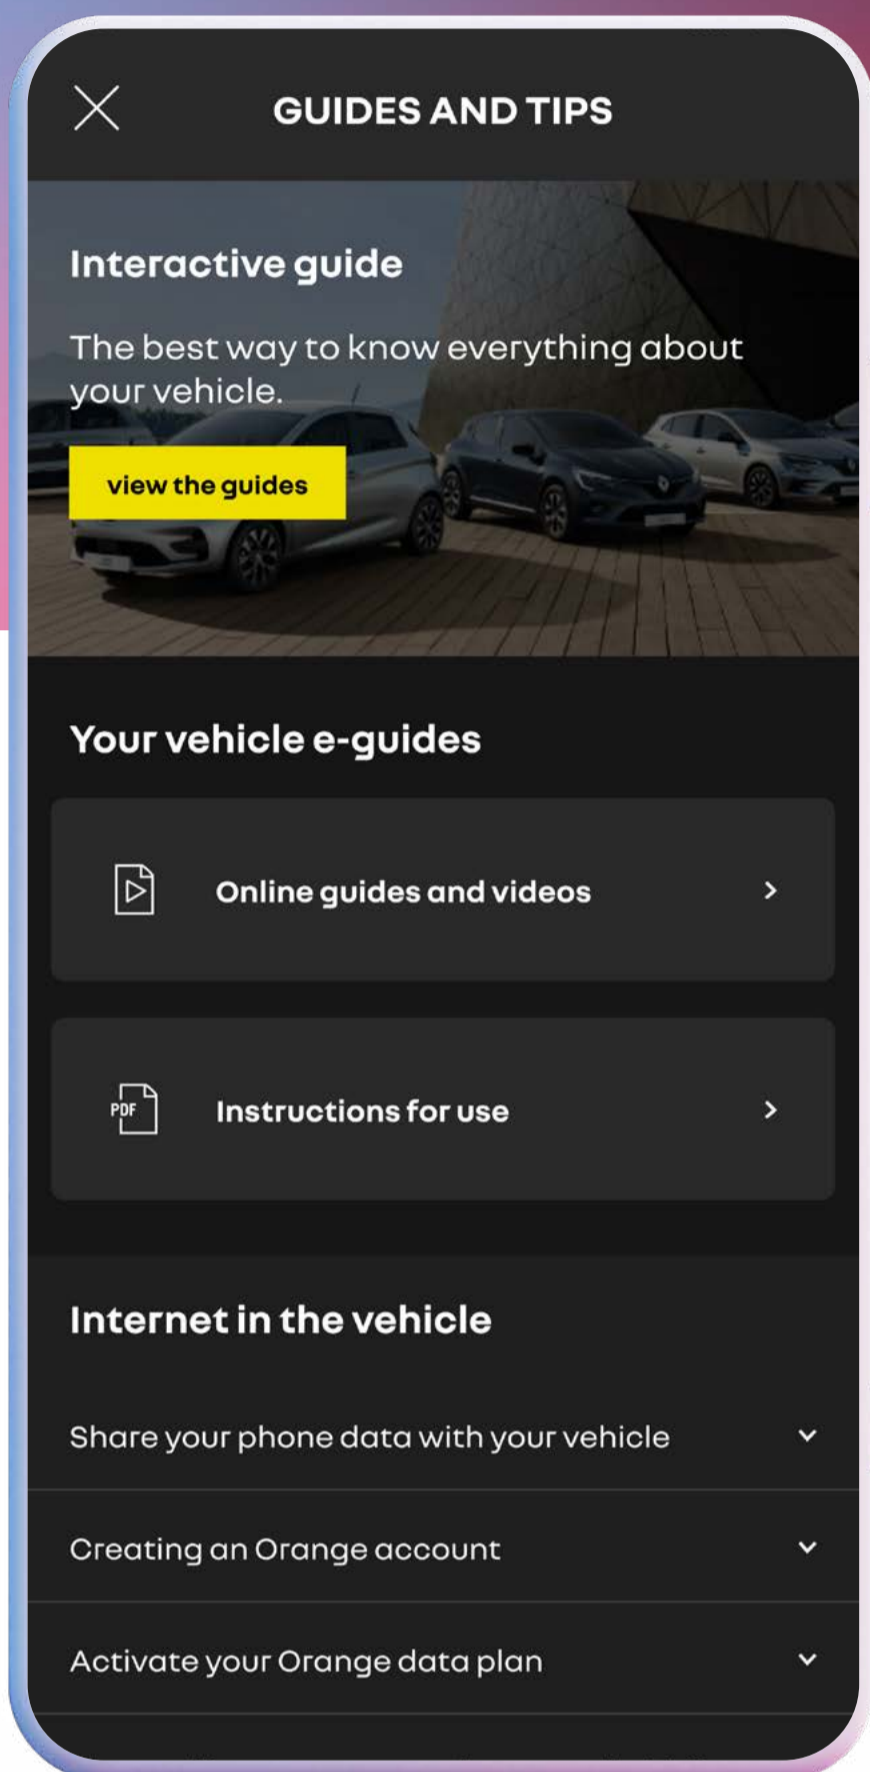 GUIDES AND TIPS
Interactive guide
The best way to know everything about
your vehicle.
view the guides
Your vehicle e-guides
Online guides and videos
PDF
Instructions for use
Internet in the vehicle
Share your phone data with your vehicle
Creating an Orange account
Activate your Orange data plan